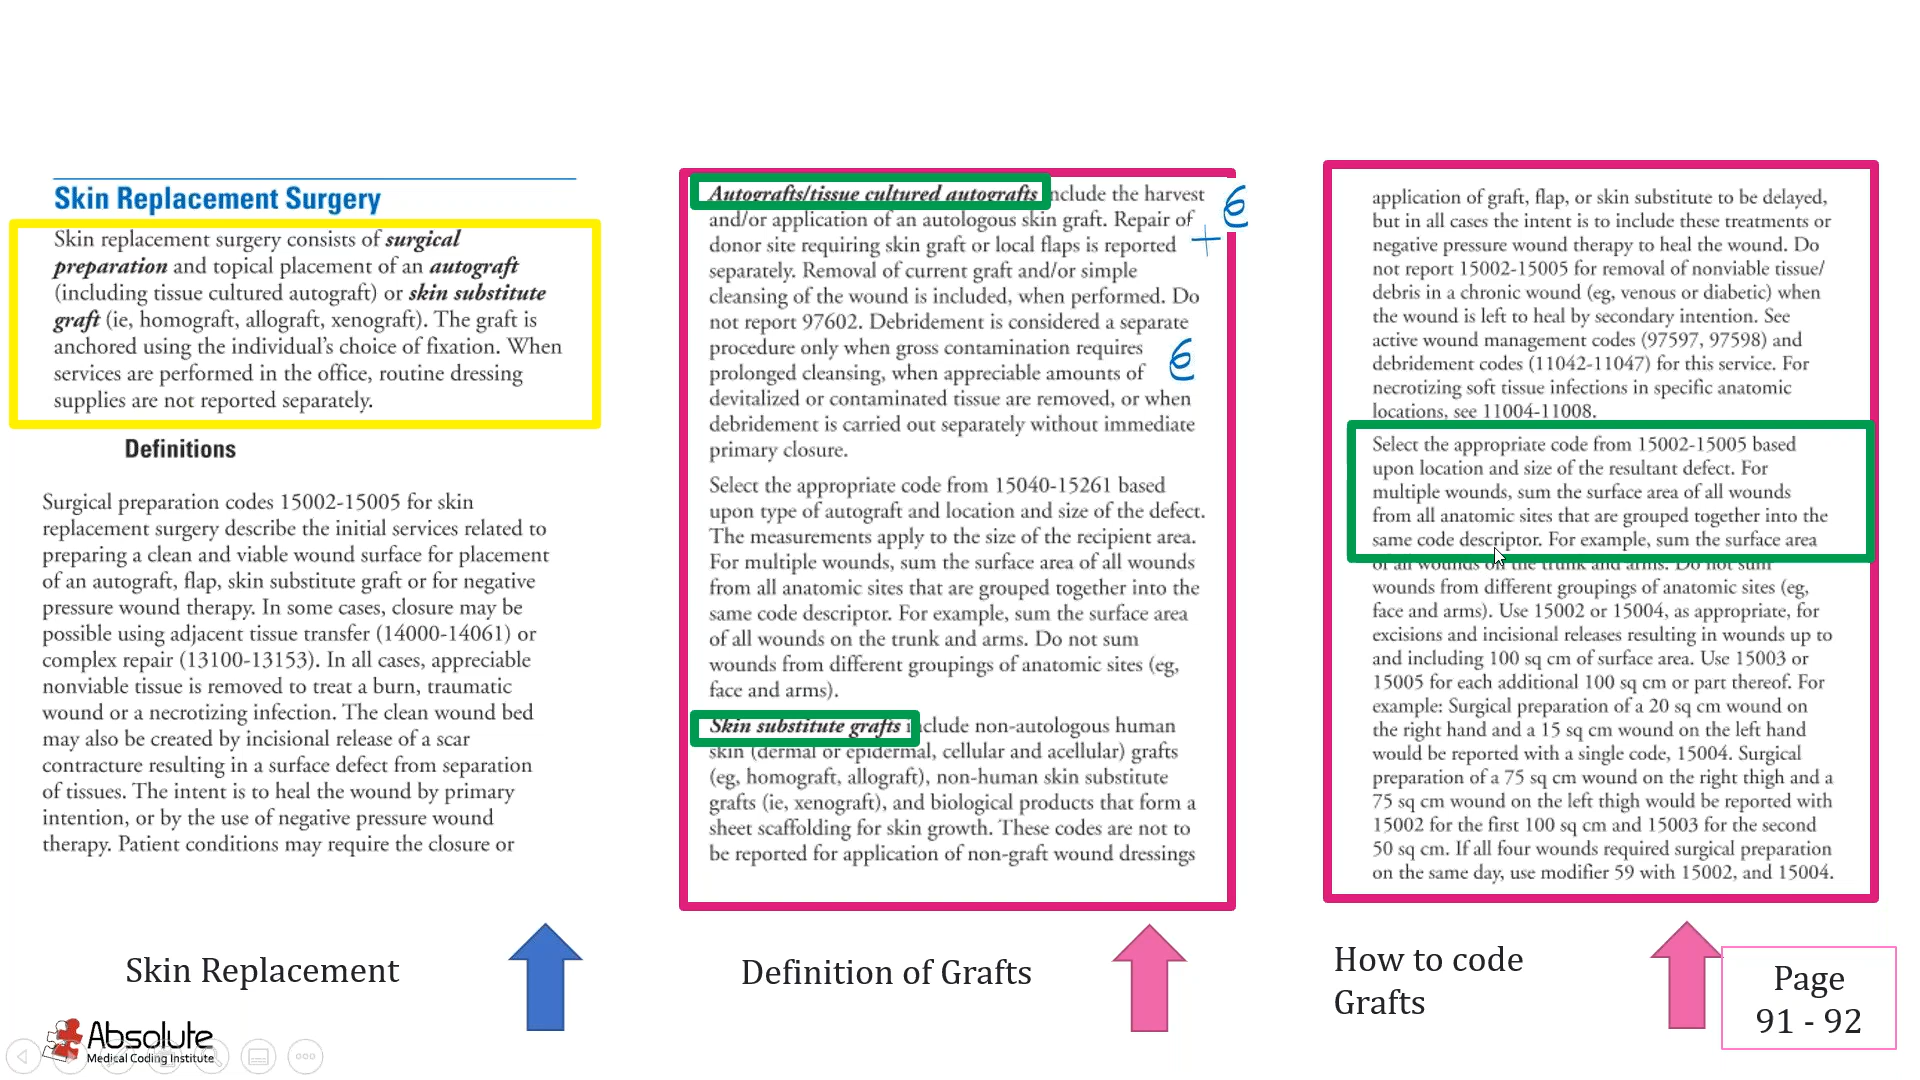 Skin Replacement Surgery
Skin replacement surgery consists of surgical
preparation and topical placement of an autograft
(including tissue cultured autograft) or skin substitute
graft (ie, homograft, allograft, xenograft). The graft is
anchored using the individual's choice of fixation. When
services are performed in the office, routine dressing
supplies are not reported separately.
Definitions
Surgical preparation codes 15002-15005 for skin
replacement surgery describe the initial services related to
preparing a clean and viable wound surface for placement
of an autograft, flap, skin substitute graft or for negative
pressure wound therapy. In some cases, closure may be
possible using adjacent tissue transfer (14000-14061) or
complex repair (13100-13153). In all cases, appreciable
nonviable tissue is removed to treat a burn, traumatic
wound or a necrotizing infection. The clean wound bed
may also be created by incisional release of a scar
contracture resulting in a surface defect from separation
of tissues. The intent is to heal the wound by primary
intention, or by the use of negative pressure wound
therapy. Patient conditions may require the closure or
Skin Replacement
Autografts/tissue cultured autografts include the harvest
and/or application of an autologous skin graft. Repair of
donor site requiring skin graft or local flaps is reported
separately. Removal of current graft and/or simple
cleansing of the wound is included, when performed. Do
not report 97602. Debridement is considered a separate
procedure only when gross contamination requires
prolonged cleansing, when appreciable amounts of
devitalized or contaminated tissue are removed, or when
debridement is carried out separately without immediate
primary closure.
Select the appropriate code from 15040-15261 based
upon type of autograft and location and size of the defect.
The measurements apply to the size of the recipient area.
For multiple wounds, sum the surface area of all wounds
from all anatomic sites that are grouped together into the
same code descriptor. For example, sum the surface area
of all wounds on the trunk and arms. Do not sum
wounds from different groupings of anatomic sites (eg,
face and arms).
Skin substitute grafts include non-autologous human
skin (dermal or epidermal, cellular and acellular) grafts
(eg, homograft, allograft), non-human skin substitute
grafts (ie, xenograft), and biological products that form a
sheet scaffolding for skin growth. These codes are not to
be reported for application of non-graft wound dressings
Definition of Grafts
application of graft, flap, or skin substitute to be delayed,
but in all cases the intent is to include these treatments or
negative pressure wound therapy to heal the wound. Do
not report 15002-15005 for removal of nonviable tissue/
debris in a chronic wound (eg, venous or diabetic) when
the wound is left to heal by secondary intention. See
active wound management codes (97597, 97598) and
debridement codes (11042-11047) for this service. For
necrotizing soft tissue infections in specific anatomic
locations, see 11004-11008.
Select the appropriate code from 15002-15005 based
upon location and size of the resultant defect. For
multiple wounds, sum the surface area of all wounds
from all anatomic sites that are grouped together into the
same code descriptor. For example, sum the surface area
of all wounds on the trunk and arms. Do not sum
wounds from different groupings of anatomic sites (eg,
face and arms). Use 15002 or 15004, as appropriate, for
excisions and incisional releases resulting in wounds up to
and including 100 sq cm of surface area. Use 15003 or
15005 for each additional 100 sq cm or part thereof. For
example: Surgical preparation of a 20 sq cm wound on
the right hand and a 15 sq cm wound on the left hand
would be reported with a single code, 15004. Surgical
preparation of a 75 sq cm wound on the right thigh and a
75 sq cm wound on the left thigh would be reported with
15002 for the first 100 sq cm and 15003 for the second
50 sq cm. If all four wounds required surgical preparation
on the same day, use modifier 59 with 15002, and 15004.
How to code
Grafts
Page
91 - 92
Absolute
Medical Coding Institute